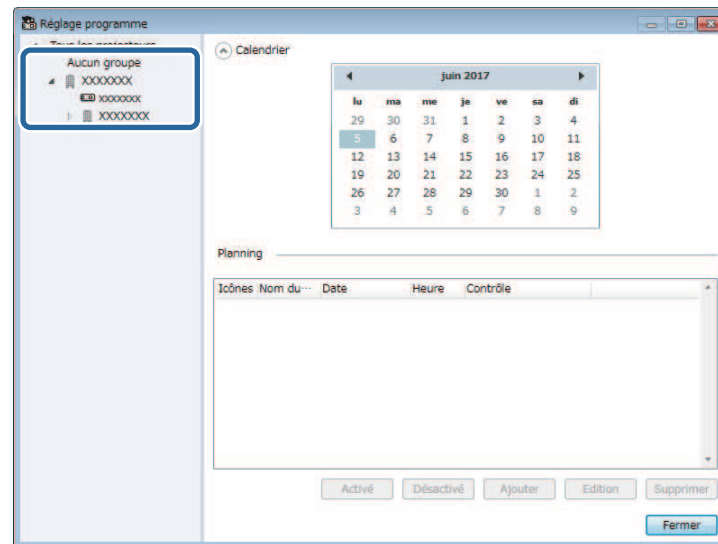 Réglage programme
Tous les projecteurs
Aucun groupe
XXXXXXX
XXXXXXX
XXXXXXX
Calendrier
juin 2017
lu ma me je ve sa di
29 30 31 1 2 3 4
5 6 7 8 9 10 11
12 13 14 15 16 17 18
19 20 21 22 23 24 25
26 27 28 29 30 1 2
3 4 5 6 7 8 9
Planning
Icônes Nom du··· Date Heure Contrôle
Activé Désactivé Ajouter Edition Supprimer
Fermer